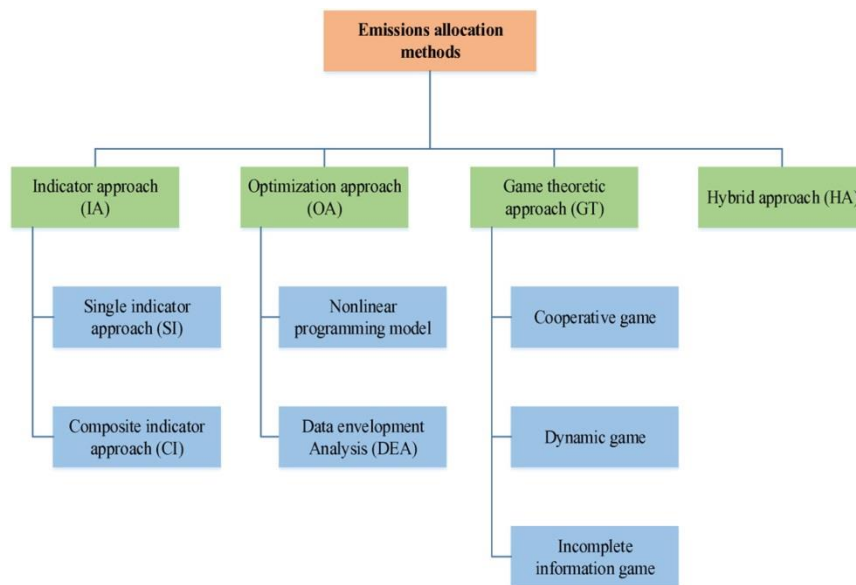 Emissions allocation
methods
Indicator approach
(IA)
Optimization approach
(OA)
Game theoretic
approach (GT)
Hybrid approach (HA)
Single indicator
approach (SI)
Nonlinear
programming model
Cooperative game
Composite indicator
approach (CI)
Data envelopment
Analysis (DEA)
Dynamic game
Incomplete
information game